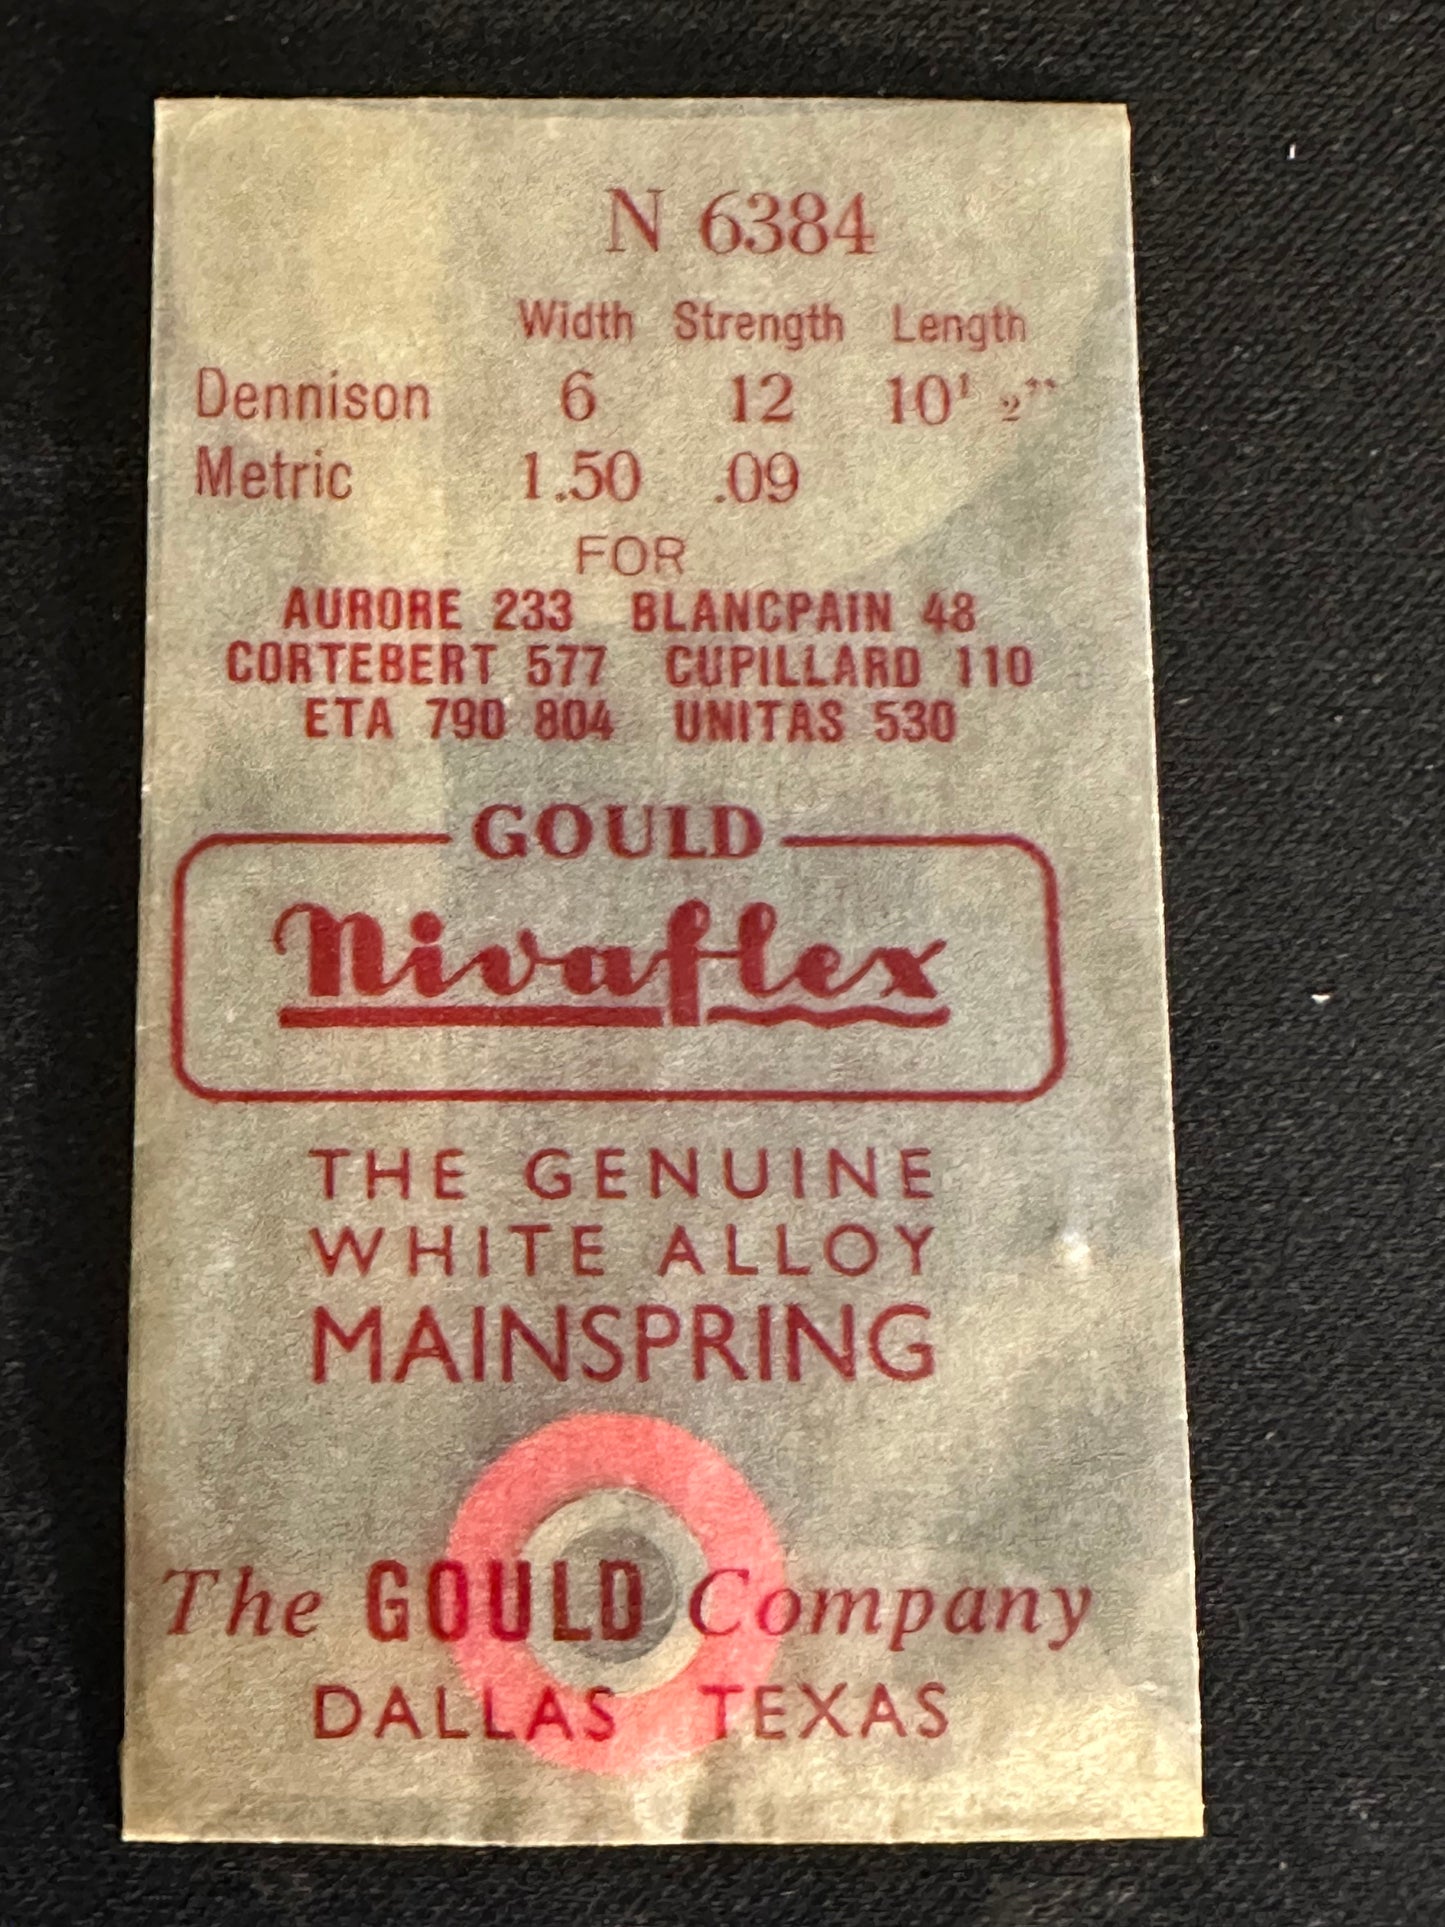 N 6384
Width Strength Length
Dennison 6 12 10 1/2"
Metric 1.50 .09
FOR
AURORE 233 BLANCPAIN 48
CORTEBERT 577 CUPILLARD 110
ETA 790 804 UNITAS 530
GOULD
Nivaflex
THE GENUINE
WHITE ALLOY
MAINSPRING
The GOULD Company
DALLAS TEXAS